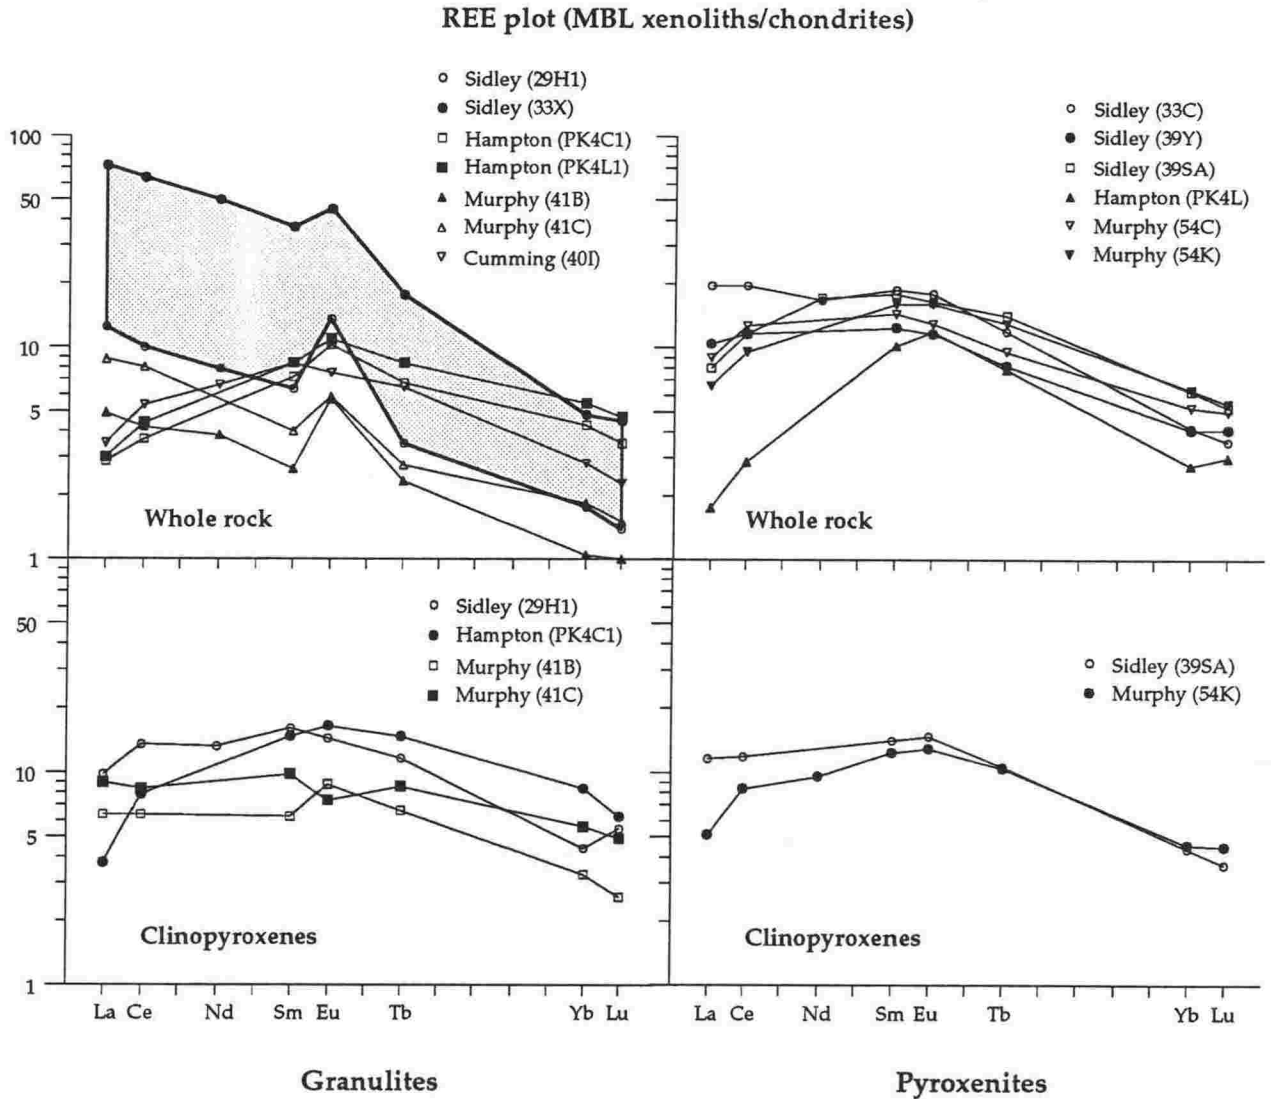 REE plot (MBL xenoliths/chondrites)
Sidley (29H1)
Sidley (33X)
Hampton (PK4C1)
Hampton (PK4L1)
Murphy (41B)
Murphy (41C)
Cumming (40I)
100
50
10
5
1
Whole rock
Sidley (33C)
Sidley (39Y)
Sidley (39SA)
Hampton (PK4L)
Murphy (54C)
Murphy (54K)
Whole rock
Sidley (29H1)
Hampton (PK4C1)
Murphy (41B)
Murphy (41C)
50
10
5
1
Clinopyroxenes
Sidley (39SA)
Murphy (54K)
Clinopyroxenes
La Ce Nd Sm Eu Tb Yb Lu
La Ce Nd Sm Eu Tb Yb Lu
Granulites
Pyroxenites